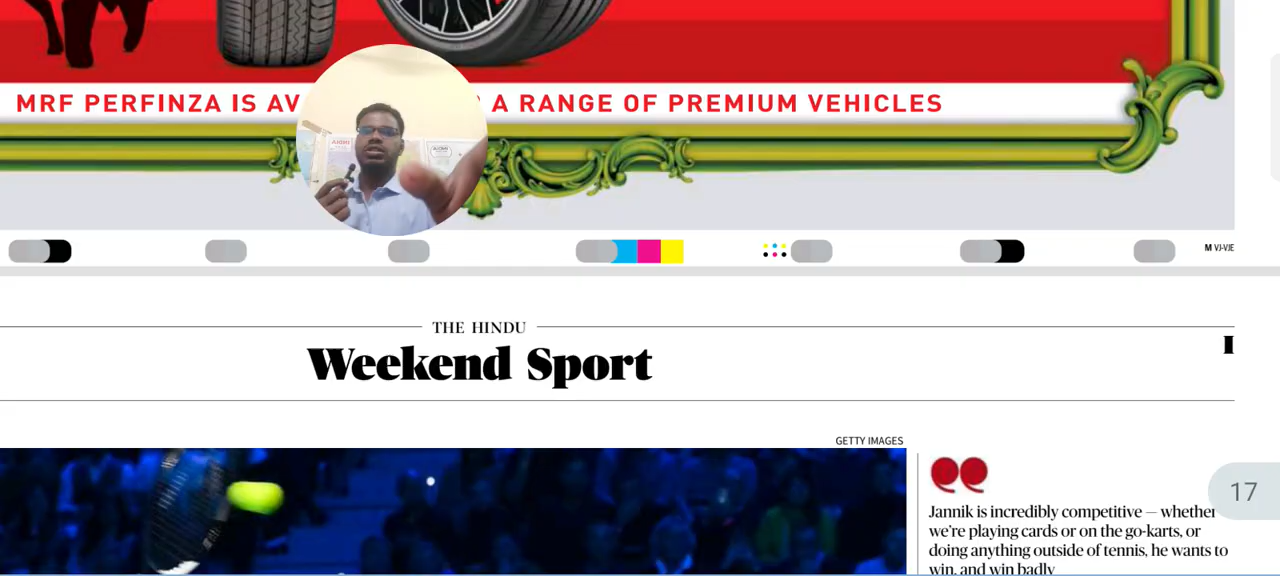 MRF PERFINZA IS AV A RANGE OF PREMIUM VEHICLES
M VJ-VJE
THE HINDU
Weekend Sport
I
GETTY IMAGES
Jannik is incredibly competitive — whether
we’re playing cards or on the go-karts, or
doing anything outside of tennis, he wants to
win, and win badly
17